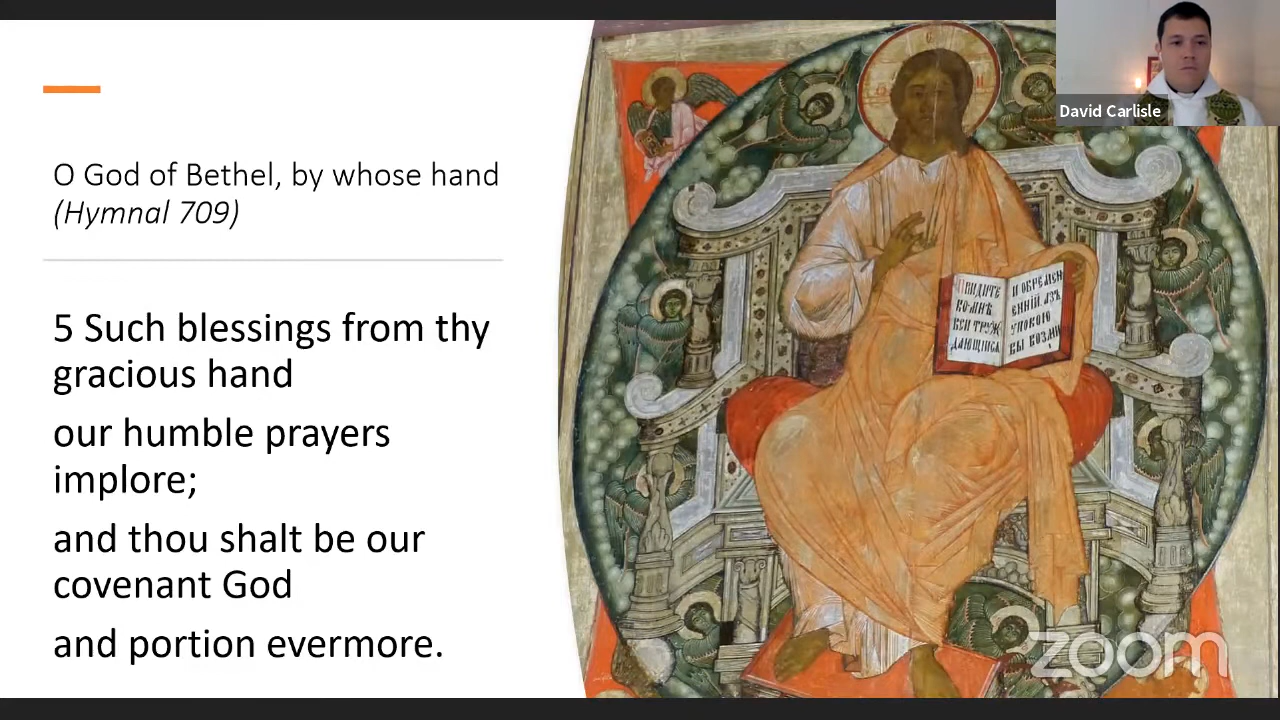 O God of Bethel, by whose hand
(Hymnal 709)
5 Such blessings from thy
gracious hand
our humble prayers
implore;
and thou shalt be our
covenant God
and portion evermore.
David Carlisle
zoom